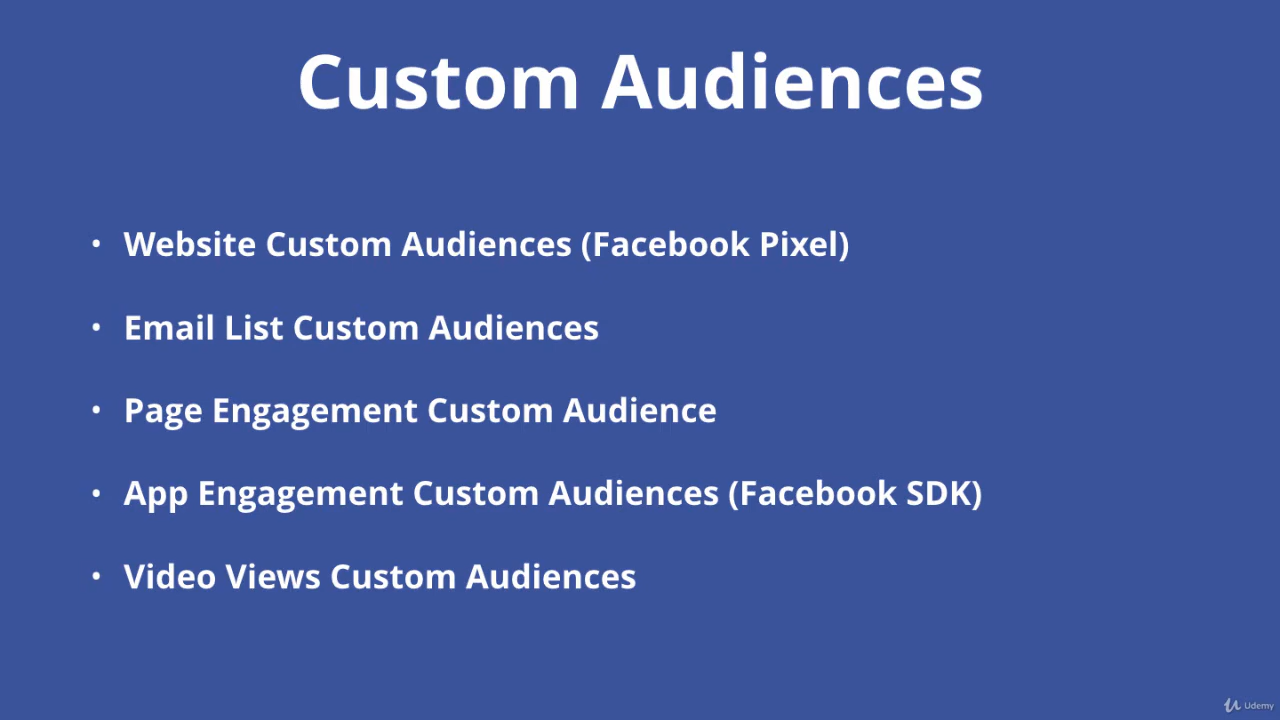 Custom Audiences
• Website Custom Audiences (Facebook Pixel)
• Email List Custom Audiences
• Page Engagement Custom Audience
• App Engagement Custom Audiences (Facebook SDK)
• Video Views Custom Audiences
Udemy